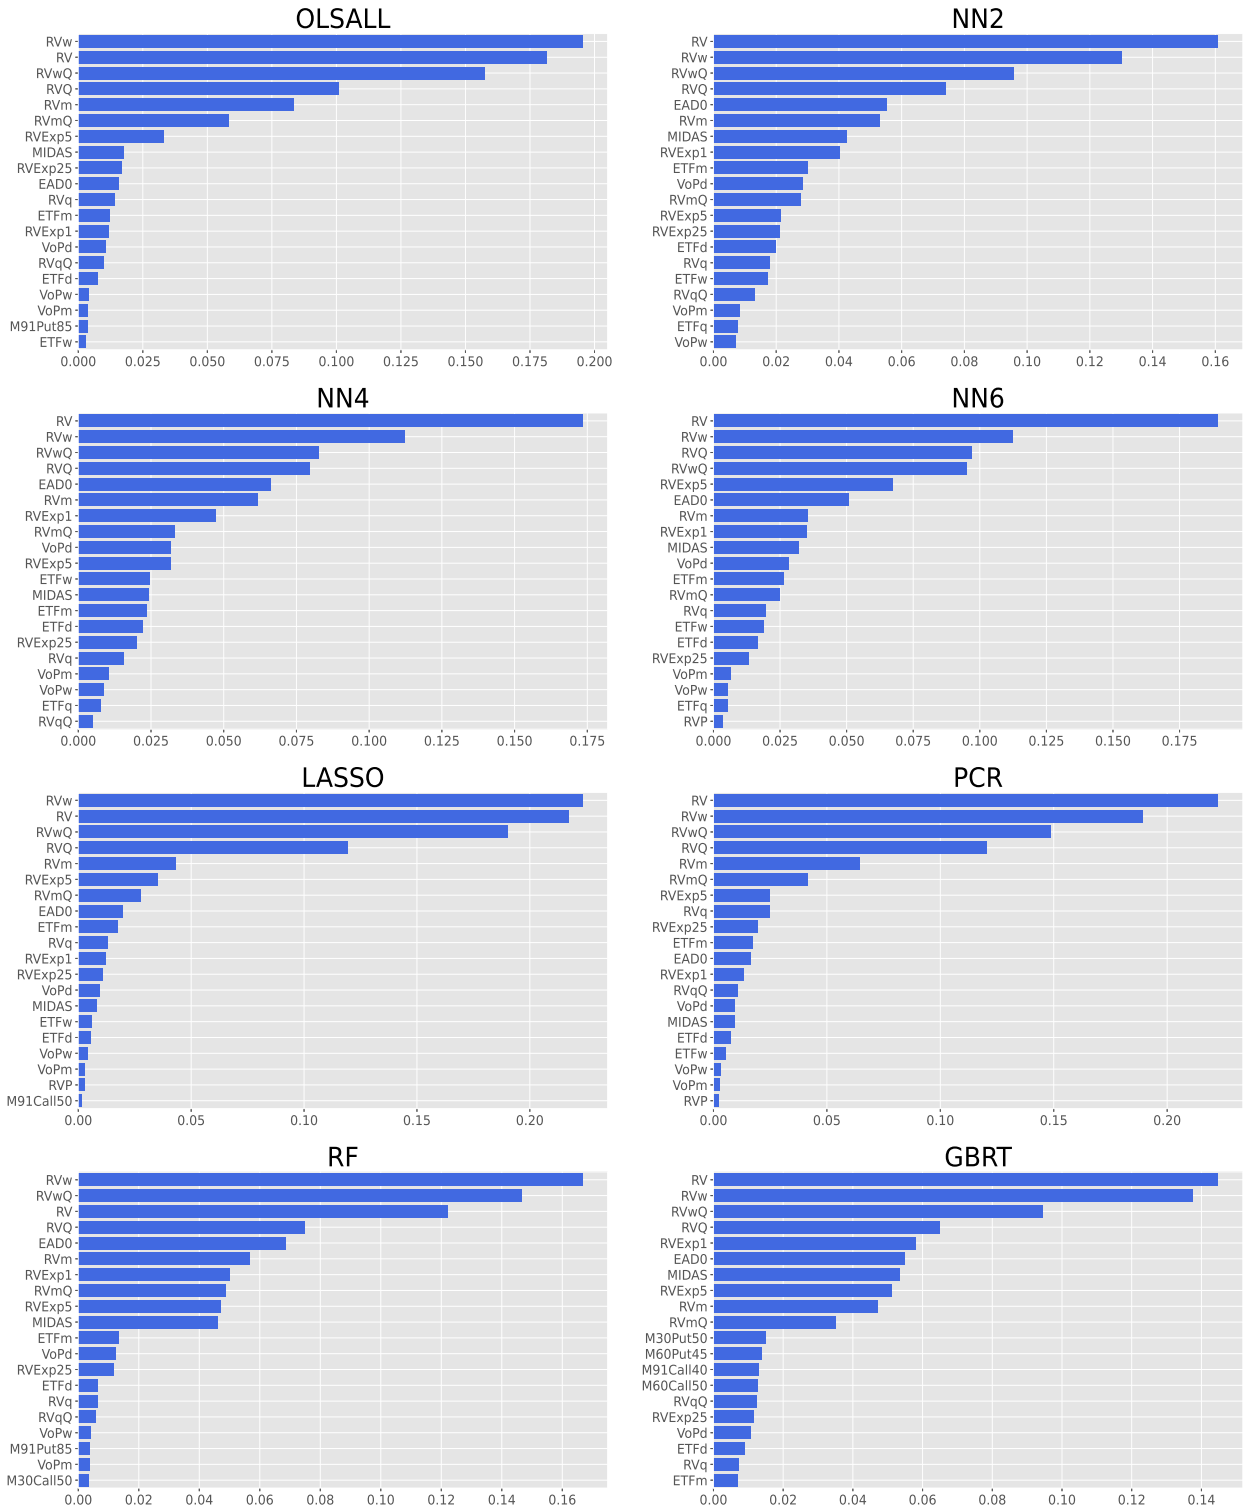 OLSALL
RVw
RV
RVwQ
RVQ
RVm
RVmQ
RVExp5
MIDAS
RVExp25
EAD0
RVq
ETFm
RVExp1
VoPd
RVqQ
ETFd
VoPw
VoPm
M91Put85
ETFw
0.000 0.025 0.050 0.075 0.100 0.125 0.150 0.175 0.200
NN2
RV
RVw
RVwQ
RVQ
EAD0
RVm
MIDAS
RVExp1
ETFm
VoPd
RVmQ
RVExp5
RVExp25
ETFd
RVq
ETFw
RVqQ
VoPm
ETFq
VoPw
0.00 0.02 0.04 0.06 0.08 0.10 0.12 0.14 0.16
NN4
RV
RVw
RVwQ
RVQ
EAD0
RVm
RVExp1
RVmQ
VoPd
RVExp5
ETFw
MIDAS
ETFm
ETFd
RVExp25
RVq
VoPm
VoPw
ETFq
RVqQ
0.000 0.025 0.050 0.075 0.100 0.125 0.150 0.175
NN6
RV
RVw
RVQ
RVwQ
RVExp5
EAD0
RVm
RVExp1
MIDAS
VoPd
ETFm
RVmQ
RVq
ETFw
ETFd
RVExp25
VoPm
VoPw
ETFq
RVP
0.000 0.025 0.050 0.075 0.100 0.125 0.150 0.175
LASSO
RVw
RV
RVwQ
RVQ
RVm
RVExp5
RVmQ
EAD0
ETFm
RVq
RVExp1
RVExp25
VoPd
MIDAS
ETFw
ETFd
VoPw
VoPm
RVP
M91Call50
0.00 0.05 0.10 0.15 0.20
PCR
RV
RVw
RVwQ
RVQ
RVm
RVmQ
RVExp5
RVq
RVExp25
ETFm
EAD0
RVExp1
RVqQ
VoPd
MIDAS
ETFd
ETFw
VoPw
VoPm
RVP
0.00 0.05 0.10 0.15 0.20
RF
RVw
RVwQ
RV
RVQ
EAD0
RVm
RVExp1
RVmQ
RVExp5
MIDAS
ETFm
VoPd
RVExp25
ETFd
RVq
RVqQ
VoPw
M91Put85
VoPm
M30Call50
0.00 0.02 0.04 0.06 0.08 0.10 0.12 0.14 0.16
GBRT
RV
RVw
RVwQ
RVQ
RVExp1
EAD0
MIDAS
RVExp5
RVm
RVmQ
M30Put50
M60Put45
M91Call40
M60Call50
RVqQ
RVExp25
VoPd
ETFd
RVq
ETFm
0.00 0.02 0.04 0.06 0.08 0.10 0.12 0.14